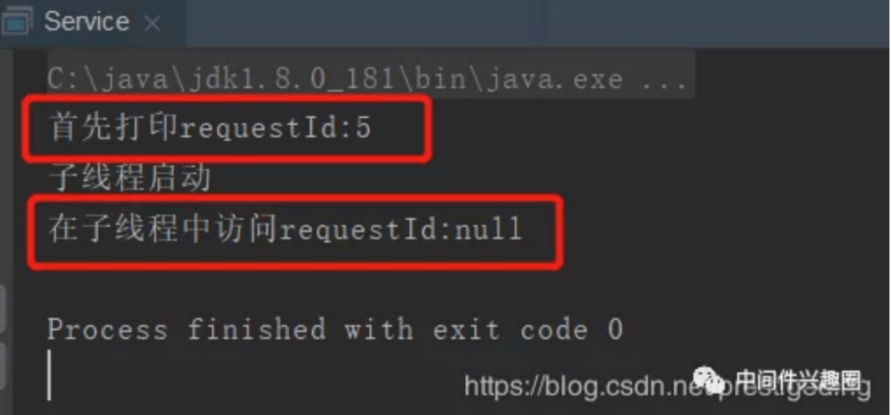 Service
C:\java\jdk1.8.0_181\bin\java.exe ...
首先打印requestId:5
子线程启动
在子线程中访问requestId:null
Process finished with exit code 0
https://blog.csdn.net/prestigeding
中间件兴趣圈